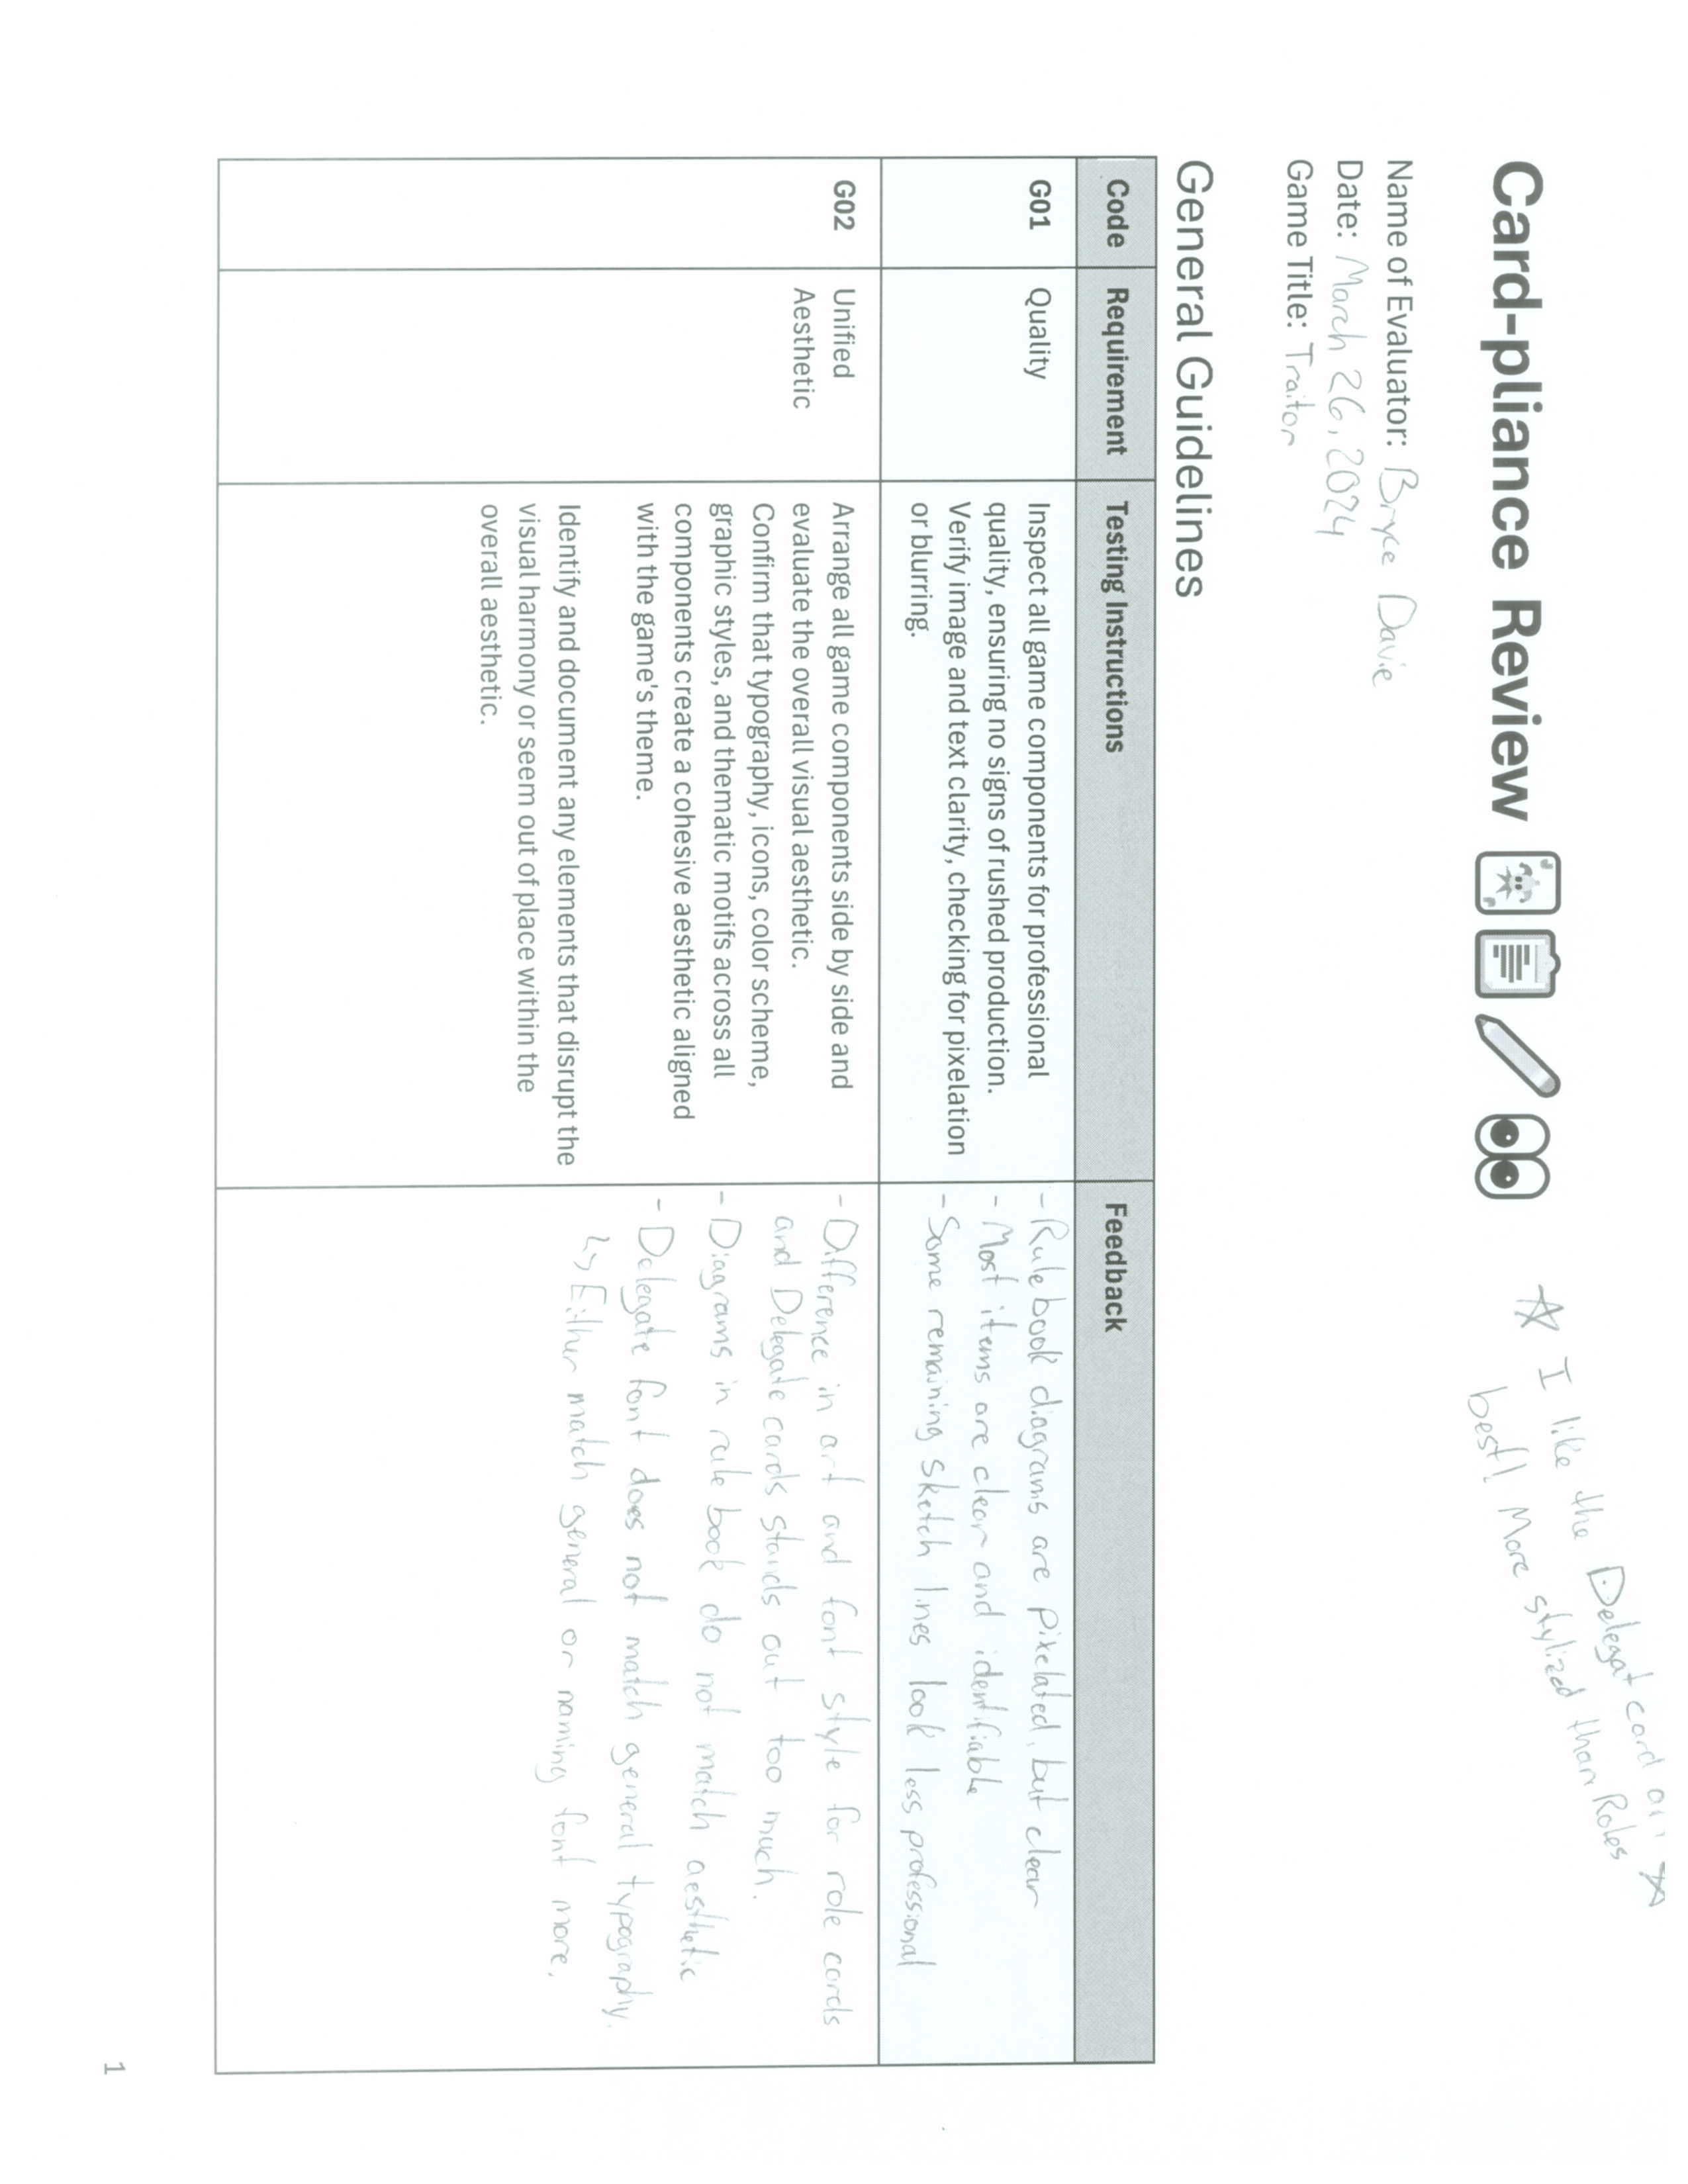 Card-pliance Review
☆ I like the Delegat card ar ☆
best! More stylized than Roles
Name of Evaluator: Bryce Davie
Date: March 26, 2024
Game Title: Traitor
General Guidelines
Code Requirement Testing Instructions Feedback
G01 Quality
Inspect all game components for professional
quality, ensuring no signs of rushed production.
Verify image and text clarity, checking for pixelation
or blurring.
- Rule book diagrams are pixelated, but clear
- Most items are clear and identifiable
- Some remaining sketch lines look less professional
G02 Unified
Aesthetic
Arrange all game components side by side and
evaluate the overall visual aesthetic.
Confirm that typography, icons, color scheme,
graphic styles, and thematic motifs across all
components create a cohesive aesthetic aligned
with the game's theme.
Identify and document any elements that disrupt the
visual harmony or seem out of place within the
overall aesthetic.
- Difference in art and font style for role cards
and Delegate cards stands out too much.
- Diagrams in rule book do not match aesthetic
- Delegate font does not match general typography.
↳ Either match general or naming font more.
1